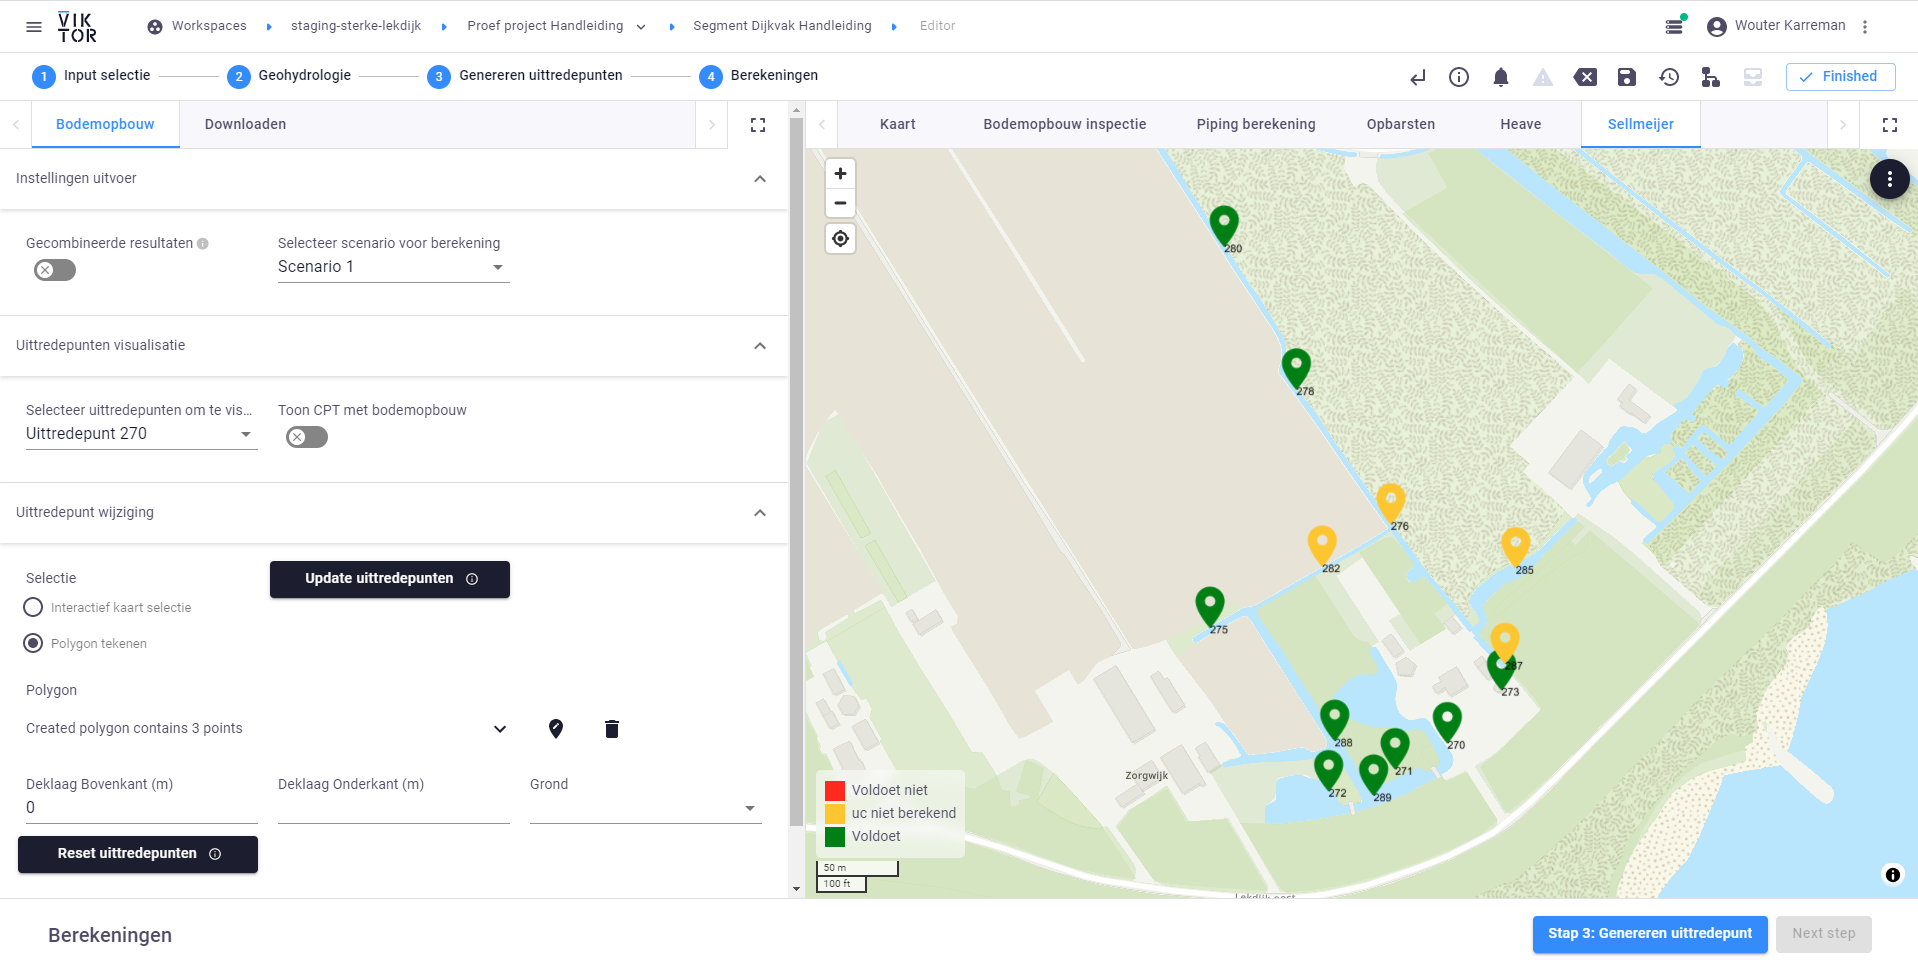 VIK
TOR
Workspaces
staging-sterke-lekdijk
Proef project Handleiding
Segment Dijkvak Handleiding
Editor
Wouter Karreman
1 Input selectie
2 Geohydrologie
3 Genereren uittredepunten
4 Berekeningen
Finished
Bodemopbouw
Downloaden
Kaart
Bodemopbouw inspectie
Piping berekening
Opbarsten
Heave
Sellmeijer
Instellingen uitvoer
Gecombineerde resultaten
Selecteer scenario voor berekening
Scenario 1
Uittredepunten visualisatie
Selecteer uittredepunten om te vis...
Toon CPT met bodemopbouw
Uittredepunt 270
Uittredepunt wijziging
Selectie
Update uittredepunten
Interactief kaart selectie
Polygon tekenen
Polygon
Created polygon contains 3 points
Deklaag Bovenkant (m)
Deklaag Onderkant (m)
Grond
0
Reset uittredepunten
280
278
276
282
285
275
287
273
288
270
271
272
289
Zorgwijk
Voldoet niet
uc niet berekend
Voldoet
50 m
100 ft
Berekeningen
Stap 3: Genereren uittredepunt
Next step